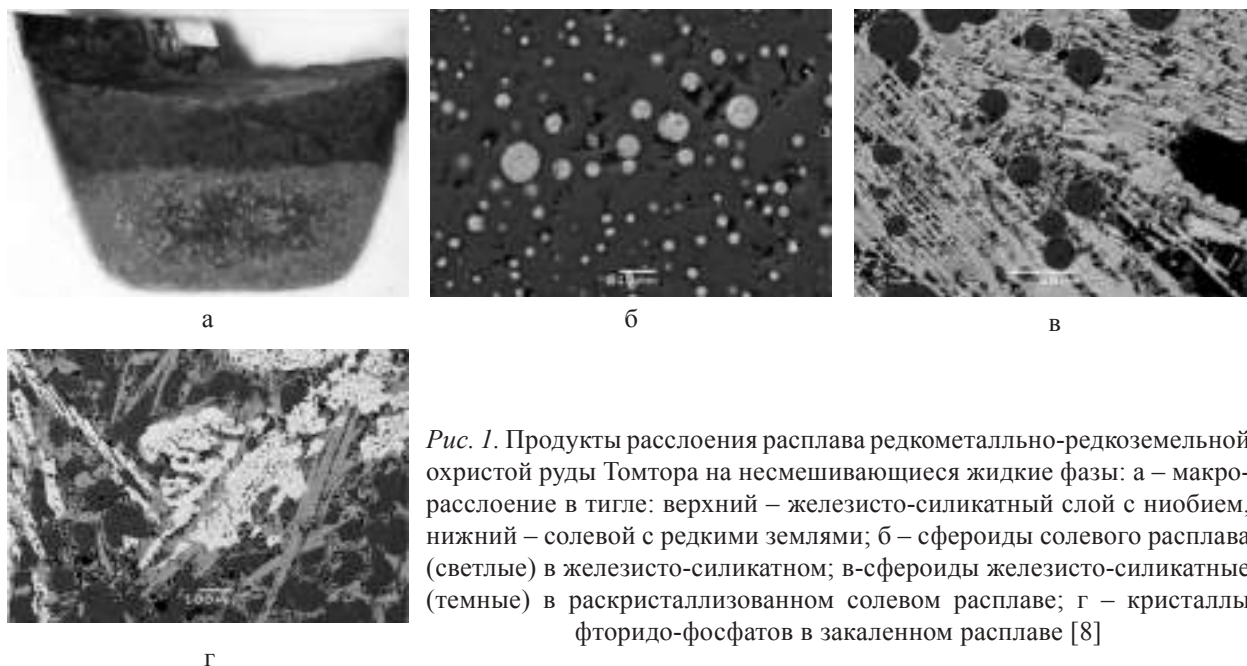 а
б
в
г
Рис. 1. Продукты расслоения расплава редкометалльно-редкоземельной
охристой руды Томтора на несмешивающиеся жидкие фазы: а – макро-
расслоение в тигле: верхний – железисто-силикатный слой с ниобием,
нижний – солевой с редкими землями; б – сфероиды солевого расплава
(светлые) в железисто-силикатном; в-сфероиды железисто-силикатные
(темные) в раскристаллизованном солевом расплаве; г – кристаллы
фторидо-фосфатов в закаленном расплаве [8]